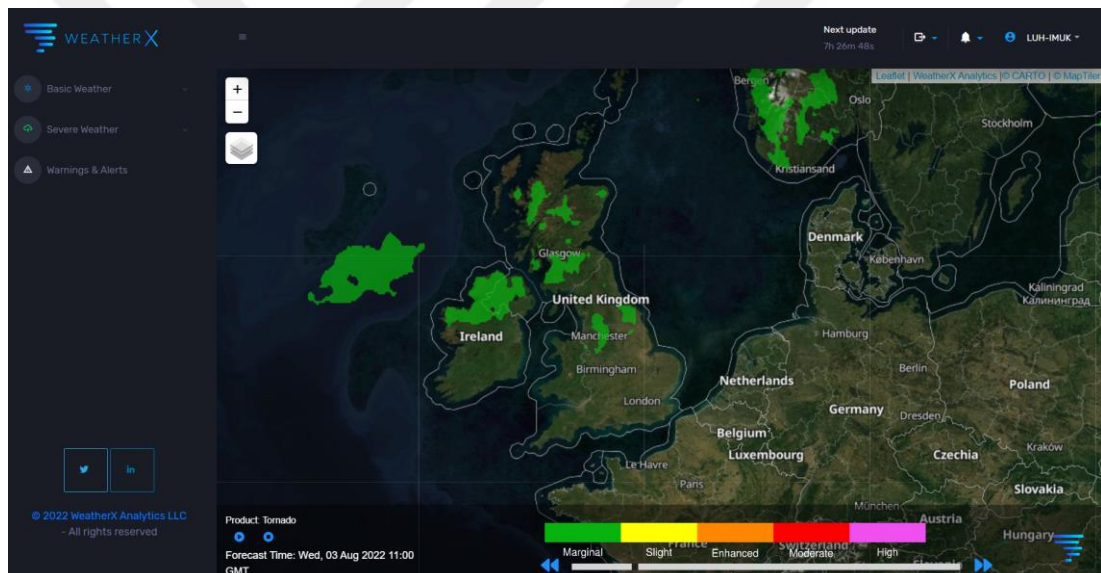 WEATHER X
Next update
7h 26m 48s
LUH-IMUK
Basic Weather
Severe Weather
Warnings & Alerts
© 2022 WeatherX Analytics LLC
- All rights reserved
+
−
Leaflet | WeatherX Analytics |© CARTO | © MapTiler
Bergen
Oslo
Stockholm
Kristiansand
Denmark
København
Glasgow
Kaliningrad
Калининград
United Kingdom
Ireland
Manchester
Hamburg
Birmingham
Berlin
Netherlands
Poland
London
Germany
Dresden
Belgium
Luxembourg
Czechia
Kraków
Le Havre
Paris
Slovakia
München
Austria
Hungary
France
Switzerland
Product: Tornado
Forecast Time: Wed, 03 Aug 2022 11:00
GMT
Marginal
Slight
Enhanced
Moderate
High